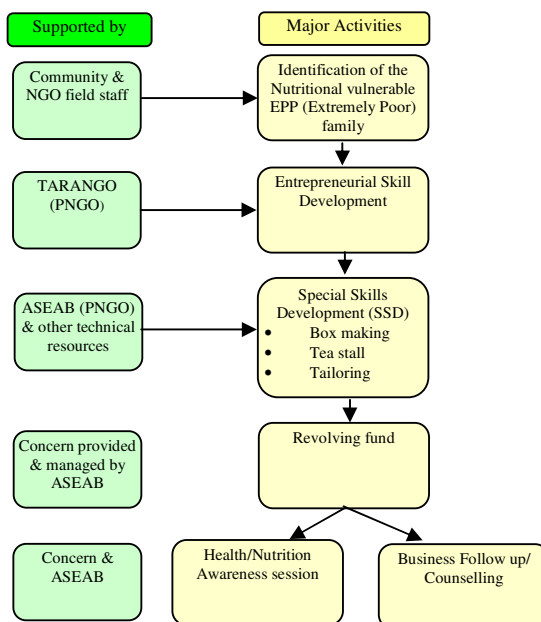 Supported by
Major Activities
Community &
NGO field staff
Identification of the
Nutritional vulnerable
EPP (Extremely Poor)
family
TARANGO
(PNGO)
Entrepreneurial Skill
Development
ASEAB (PNGO)
& other technical
resources
Special Skills
Development (SSD)
• Box making
• Tea stall
• Tailoring
Concern provided
& managed by
ASEAB
Revolving fund
Concern &
ASEAB
Health/Nutrition
Awareness session
Business Follow up/
Counselling